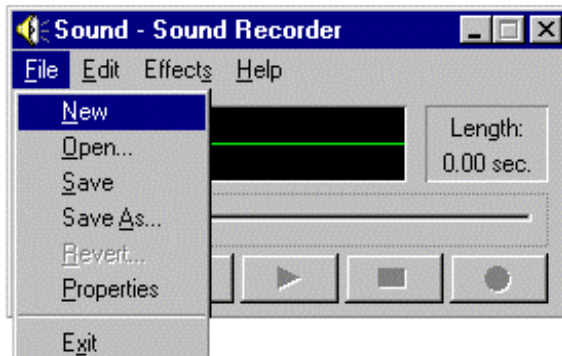 Sound - Sound Recorder
File Edit Effects Help
New
Open...
Save
Save As...
Revert...
Properties
Exit
Length:
0.00 sec.